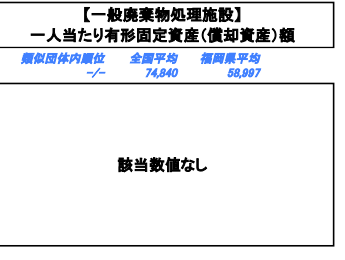 【一般廃棄物処理施設】
一人当たり有形固定資産(償却資産)額
類似団体内順位 全国平均 福岡県平均
-/- 74,840 58,997
該当数値なし